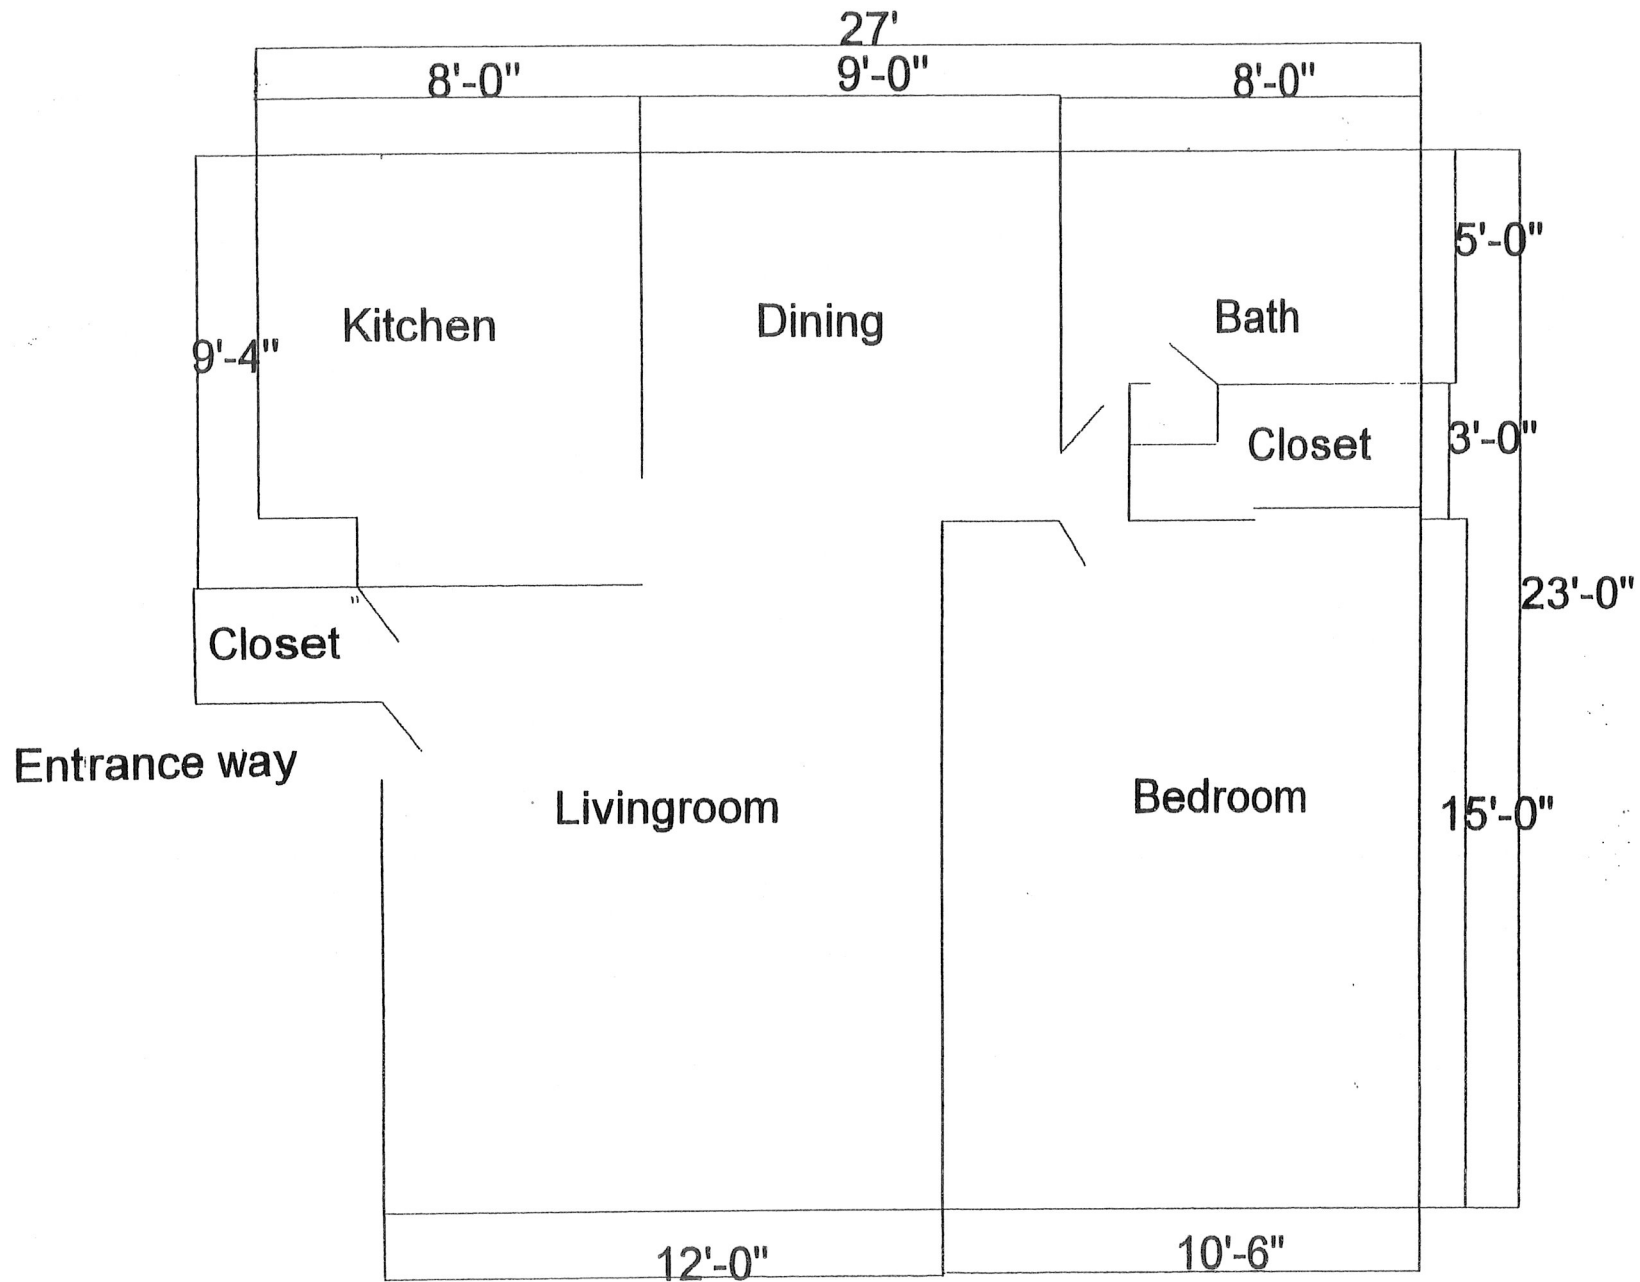 27'
8'-0"
9'-0"
8'-0"
5'-0"
Kitchen
Dining
Bath
9'-4"
Closet
3'-0"
23'-0"
"
Closet
Entrance way
Livingroom
Bedroom
15'-0"
12'-0"
10'-6"